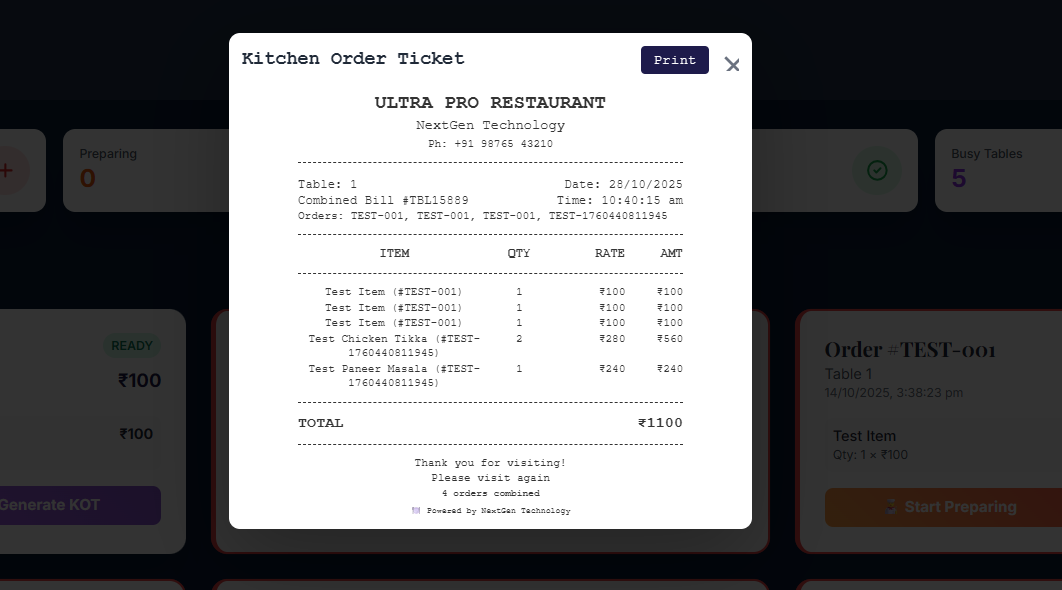 Kitchen Order Ticket
Print
ULTRA PRO RESTAURANT
NextGen Technology
Ph: +91 98765 43210
Table: 1 Date: 28/10/2025
Combined Bill #TBL15889 Time: 10:40:15 am
Orders: TEST-001, TEST-001, TEST-001, TEST-1760440811945
ITEM QTY RATE AMT
Test Item (#TEST-001) 1 ₹100 ₹100
Test Item (#TEST-001) 1 ₹100 ₹100
Test Item (#TEST-001) 1 ₹100 ₹100
Test Chicken Tikka (#TEST- 2 ₹280 ₹560
1760440811945)
Test Paneer Masala (#TEST- 1 ₹240 ₹240
1760440811945)
TOTAL ₹1100
Thank you for visiting!
Please visit again
4 orders combined
Powered by NextGen Technology
Preparing
0
Busy Tables
5
READY
₹100
₹100
Generate KOT
Order #TEST-001
Table 1
14/10/2025, 3:38:23 pm
Test Item
Qty: 1 × ₹100
Start Preparing